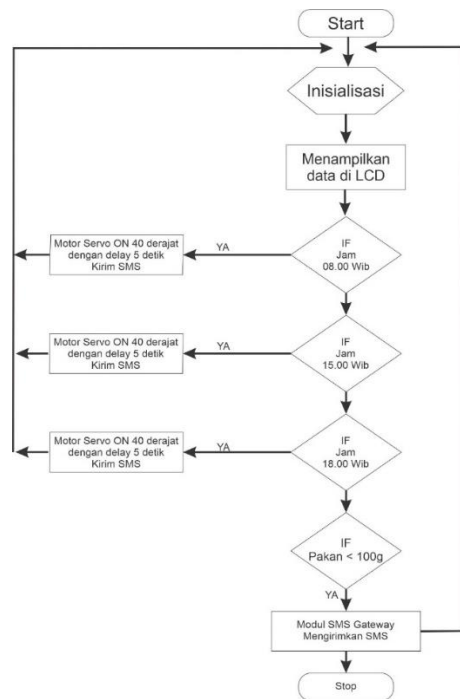 Start
Inisialisasi
Menampilkan
data di LCD
IF
Jam
08.00 Wib
YA
Motor Servo ON 40 derajat
dengan delay 5 detik
Kirim SMS
IF
Jam
15.00 Wib
YA
Motor Servo ON 40 derajat
dengan delay 5 detik
Kirim SMS
IF
Jam
18.00 Wib
YA
Motor Servo ON 40 derajat
dengan delay 5 detik
Kirim SMS
IF
Pakan < 100g
YA
Modul SMS Gateway
Mengirimkan SMS
Stop